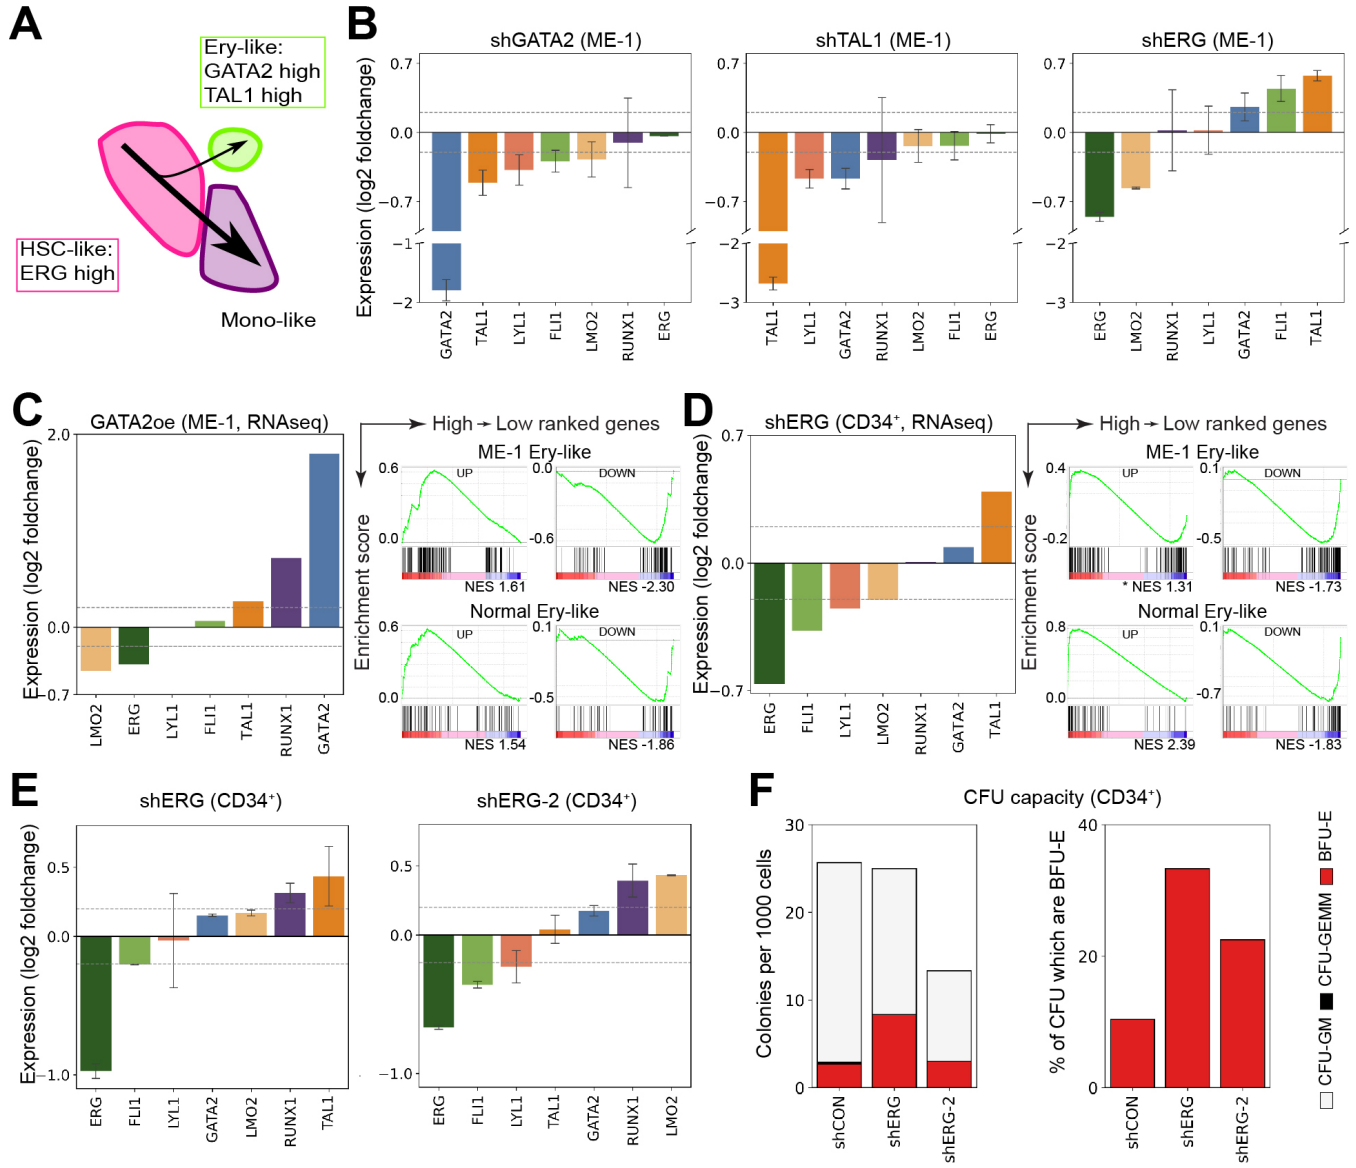 A
Ery-like:
GATA2 high
TAL1 high
HSC-like:
ERG high
Mono-like
B
shGATA2 (ME-1)
Expression (log2 foldchange)
0.7
0.0
−0.7
−1
−2
GATA2
TAL1
LYL1
FLI1
LMO2
RUNX1
ERG
shTAL1 (ME-1)
0.7
0.0
−0.7
−2
−3
TAL1
LYL1
GATA2
RUNX1
LMO2
FLI1
ERG
shERG (ME-1)
0.7
0.0
−0.7
−2
−3
ERG
LMO2
RUNX1
LYL1
GATA2
FLI1
TAL1
C
GATA2oe (ME-1, RNAseq)
Expression (log2 foldchange)
2.0
0.0
−0.7
LMO2
ERG
LYL1
FLI1
TAL1
RUNX1
GATA2
High → Low ranked genes
Enrichment score
ME-1 Ery-like
0.6
UP
0.0
NES 1.61
0.0
DOWN
-0.6
NES -2.30
Normal Ery-like
0.6
UP
0.0
NES 1.54
0.1
DOWN
-0.5
NES -1.86
D
shERG (CD34+, RNAseq)
Expression (log2 foldchange)
0.7
0.0
−0.7
ERG
FLI1
LYL1
LMO2
RUNX1
GATA2
TAL1
High → Low ranked genes
Enrichment score
ME-1 Ery-like
0.4
UP
-0.2
* NES 1.31
0.1
DOWN
-0.5
NES -1.73
Normal Ery-like
0.8
UP
0.0
NES 2.39
0.1
DOWN
-0.7
NES -1.83
E
shERG (CD34+)
Expression (log2 foldchange)
0.5
0.0
−1.0
ERG
FLI1
LYL1
GATA2
LMO2
RUNX1
TAL1
shERG-2 (CD34+)
0.5
0.0
−1.0
ERG
FLI1
LYL1
TAL1
GATA2
RUNX1
LMO2
F
CFU capacity (CD34+)
Colonies per 1000 cells
30
20
10
0
shCON
shERG
shERG-2
% of CFU which are BFU-E
40
20
0
shCON
shERG
shERG-2
CFU-GM
CFU-GEMM
BFU-E